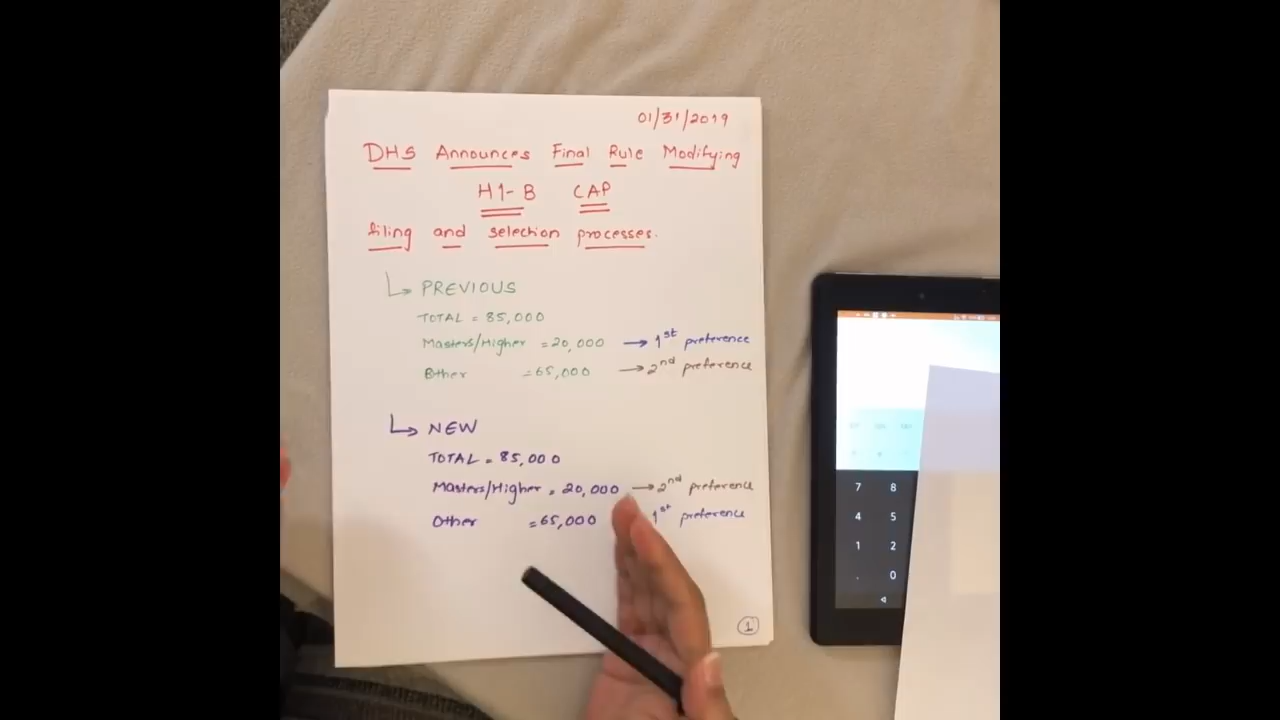 01/31/2019
DHS Announces Final Rule Modifying
H1-B CAP
filing and selection processes.
PREVIOUS
TOTAL = 85,000
Masters/Higher = 20,000 → 1st preference
Other = 65,000 → 2nd preference
NEW
TOTAL = 85,000
Masters/Higher = 20,000 → 2nd preference
Other = 65,000 1st preference
1
7 8
4 5
1 2
. 0